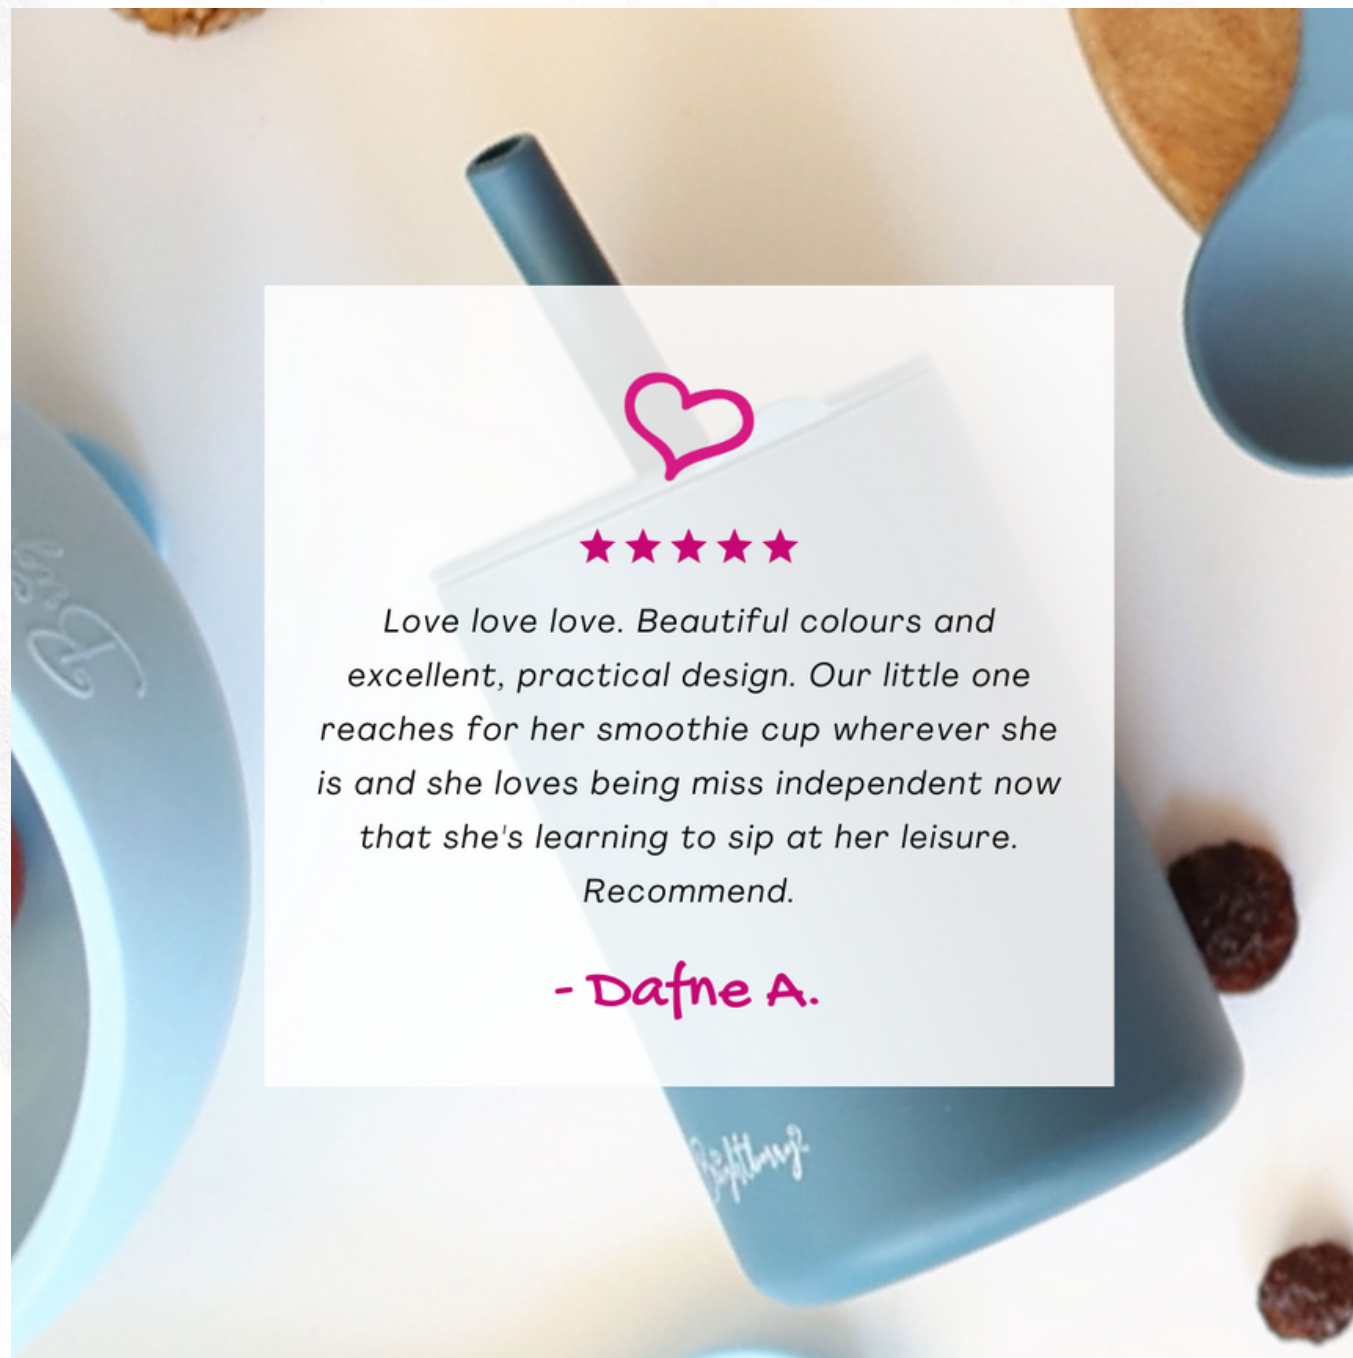 Love love love. Beautiful colours and
excellent, practical design. Our little one
reaches for her smoothie cup wherever she
is and she loves being miss independent now
that she's learning to sip at her leisure.
Recommend.
- Dafne A.
Brightberry